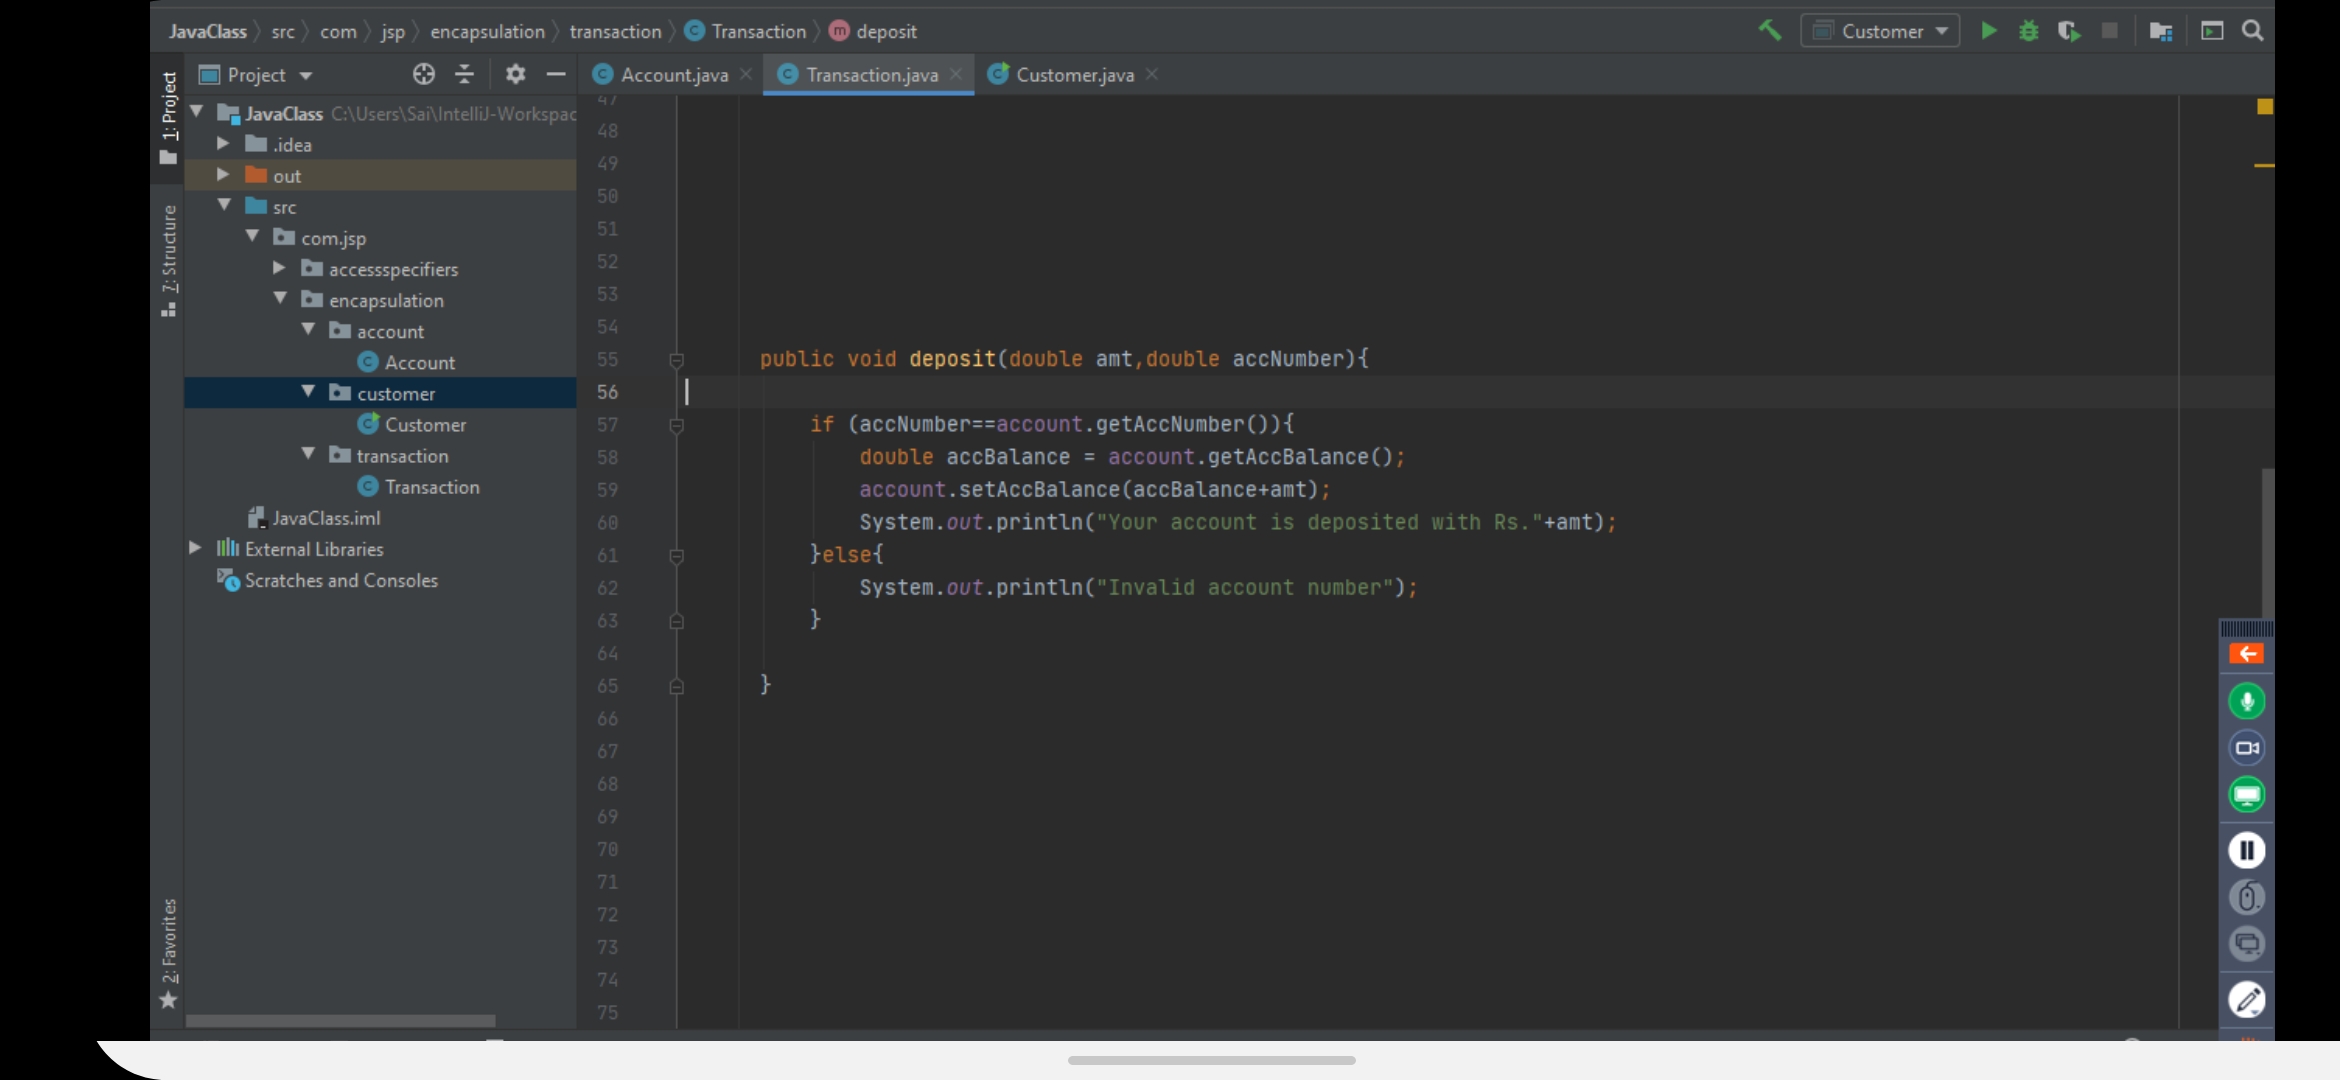 JavaClass src com jsp encapsulation transaction Transaction deposit Customer
Project Account.java Transaction.java Customer.java
1: Project
7: Structure
2: Favorites
JavaClass C:\Users\Sai\IntelliJ-Workspac
.idea
out
src
com.jsp
accessspecifiers
encapsulation
account
Account
customer
Customer
transaction
Transaction
JavaClass.iml
External Libraries
Scratches and Consoles
47
48
49
50
51
52
53
54
55 public void deposit(double amt,double accNumber){
56
57 if (accNumber==account.getAccNumber()){
58 double accBalance = account.getAccBalance();
59 account.setAccBalance(accBalance+amt);
60 System.out.println("Your account is deposited with Rs."+amt);
61 }else{
62 System.out.println("Invalid account number");
63 }
64
65 }
66
67
68
69
70
71
72
73
74
75